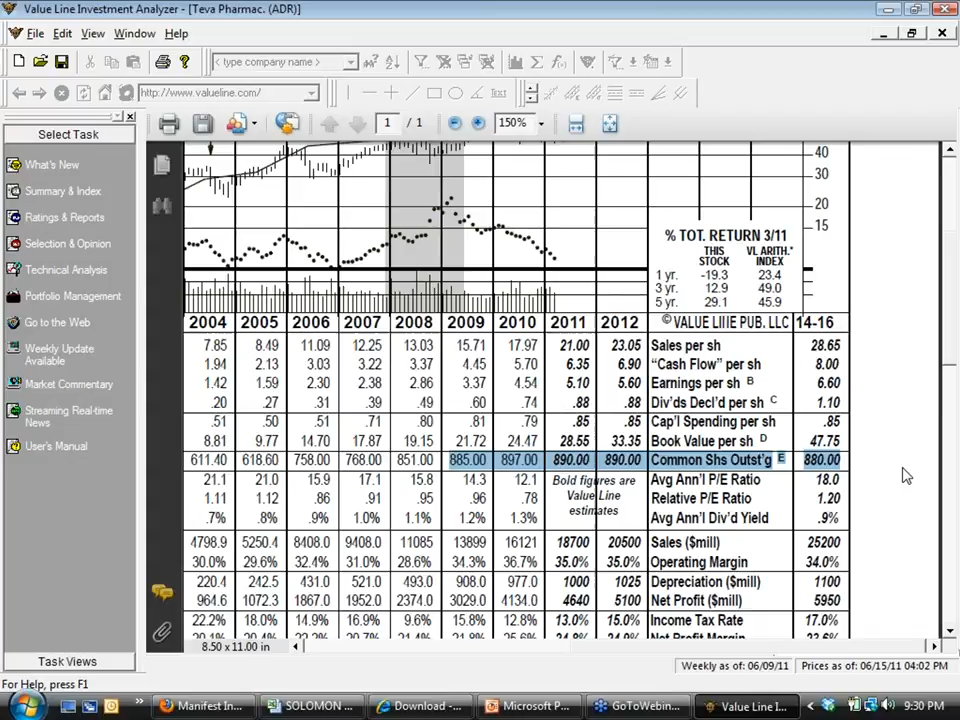 Value Line Investment Analyzer - [Teva Pharmac. (ADR)]
File Edit View Window Help
< type company name >
http://www.valueline.com/
Text
Select Task
What's New
Summary & Index
Ratings & Reports
Selection & Opinion
Technical Analysis
Portfolio Management
Go to the Web
Weekly Update
Available
Market Commentary
Streaming Real-time
News
User's Manual
Task Views
1 / 1 150%
40
30
20
15
% TOT. RETURN 3/11
THIS VL ARITH.*
STOCK INDEX
1 yr. -19.3 23.4
3 yr. 12.9 49.0
5 yr. 29.1 45.9
2004 2005 2006 2007 2008 2009 2010 2011 2012 © VALUE LINE PUB. LLC 14-16
7.85 8.49 11.09 12.25 13.03 15.71 17.97 21.00 23.05 Sales per sh 28.65
1.94 2.13 3.03 3.22 3.37 4.45 5.70 6.35 6.90 “Cash Flow” per sh 8.00
1.42 1.59 2.30 2.38 2.86 3.37 4.54 5.10 5.60 Earnings per sh B 6.60
.20 .27 .31 .39 .49 .60 .74 .88 .88 Div'ds Decl'd per sh C 1.10
.51 .50 .51 .71 .80 .81 .79 .85 .85 Cap'l Spending per sh .85
8.81 9.77 14.70 17.87 19.15 21.72 24.47 28.55 33.35 Book Value per sh D 47.75
611.40 618.60 758.00 768.00 851.00 885.00 897.00 890.00 890.00 Common Shs Outst'g E 880.00
21.1 21.0 15.9 17.1 15.8 14.3 12.1 Bold figures are Avg Ann'l P/E Ratio 18.0
1.11 1.12 .86 .91 .95 .96 .78 Value Line Relative P/E Ratio 1.20
.7% .8% .9% 1.0% 1.1% 1.2% 1.3% estimates Avg Ann'l Div'd Yield .9%
4798.9 5250.4 8408.0 9408.0 11085 13899 16121 18700 20500 Sales ($mill) 25200
30.0% 29.6% 32.4% 31.0% 28.6% 34.3% 36.7% 35.0% 35.0% Operating Margin 34.0%
220.4 242.5 431.0 521.0 493.0 908.0 977.0 1000 1025 Depreciation ($mill) 1100
964.6 1072.3 1867.0 1952.0 2374.0 3029.0 4134.0 4640 5100 Net Profit ($mill) 5950
22.2% 18.0% 14.9% 16.9% 9.6% 15.8% 12.8% 13.0% 15.0% Income Tax Rate 17.0%
Net Profit Margin
8.50 x 11.00 in
Weekly as of: 06/09/11 Prices as of: 06/15/11 04:02 PM
For Help, press F1
Manifest In... SOLOMON ... Download -... Microsoft P... GoToWebin... Value Line I... 9:30 PM